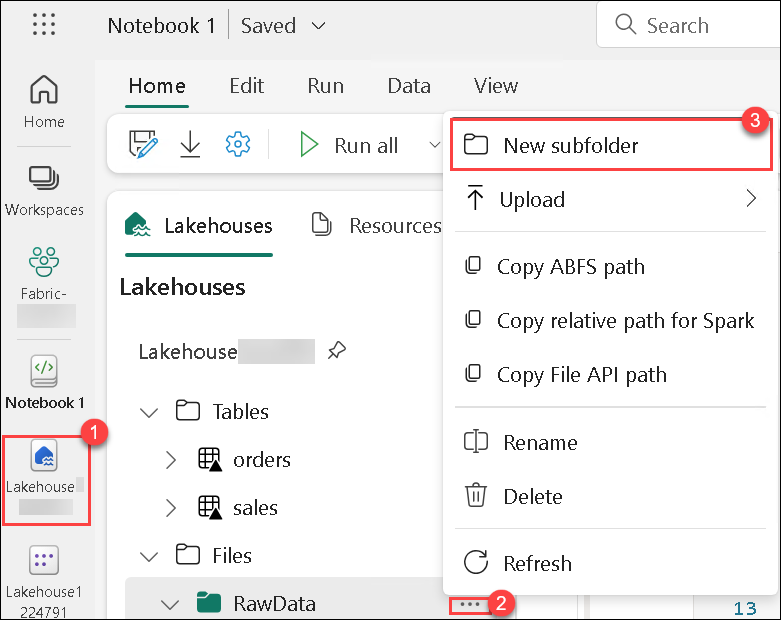 Notebook 1 Saved
Search
Home
Workspaces
Fabric-
Notebook 1
1
Lakehouse
Lakehouse1
224791
Home Edit Run Data View
Run all
Lakehouses Resources
Lakehouses
Lakehouse
Tables
orders
sales
Files
RawData
... 2
3
New subfolder
Upload
Copy ABFS path
Copy relative path for Spark
Copy File API path
Rename
Delete
Refresh
13